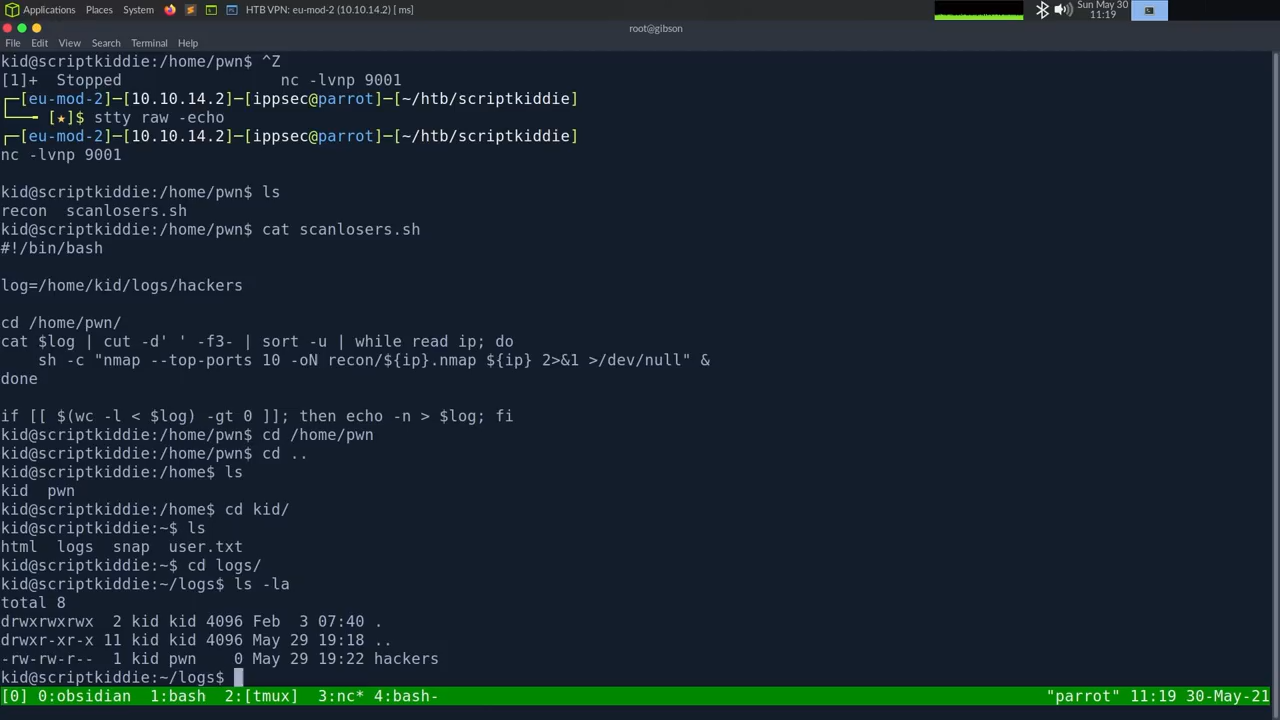 Applications Places System HTB VPN: eu-mod-2 (10.10.14.2) [ ms] Sun May 30
11:19
root@gibson
File Edit View Search Terminal Help
kid@scriptkiddie:/home/pwn$ ^Z
[1]+  Stopped                 nc -lvnp 9001
┌─[eu-mod-2]─[10.10.14.2]─[ippsec@parrot]─[~/htb/scriptkiddie]
└──╼ [★]$ stty raw -echo
┌─[eu-mod-2]─[10.10.14.2]─[ippsec@parrot]─[~/htb/scriptkiddie]
nc -lvnp 9001
kid@scriptkiddie:/home/pwn$ ls
recon  scanlosers.sh
kid@scriptkiddie:/home/pwn$ cat scanlosers.sh
#!/bin/bash
log=/home/kid/logs/hackers
cd /home/pwn/
cat $log | cut -d' ' -f3- | sort -u | while read ip; do
    sh -c "nmap --top-ports 10 -oN recon/${ip}.nmap ${ip} 2>&1 >/dev/null" &
done
if [[ $(wc -l < $log) -gt 0 ]]; then echo -n > $log; fi
kid@scriptkiddie:/home/pwn$ cd /home/pwn
kid@scriptkiddie:/home/pwn$ cd ..
kid@scriptkiddie:/home$ ls
kid  pwn
kid@scriptkiddie:/home$ cd kid/
kid@scriptkiddie:~$ ls
html  logs  snap  user.txt
kid@scriptkiddie:~$ cd logs/
kid@scriptkiddie:~/logs$ ls -la
total 8
drwxrwxrwx  2 kid kid 4096 Feb  3 07:40 .
drwxr-xr-x 11 kid kid 4096 May 29 19:18 ..
-rw-rw-r--  1 kid pwn    0 May 29 19:22 hackers
kid@scriptkiddie:~/logs$
[0] 0:obsidian  1:bash  2:[tmux]  3:nc* 4:bash- "parrot" 11:19 30-May-21